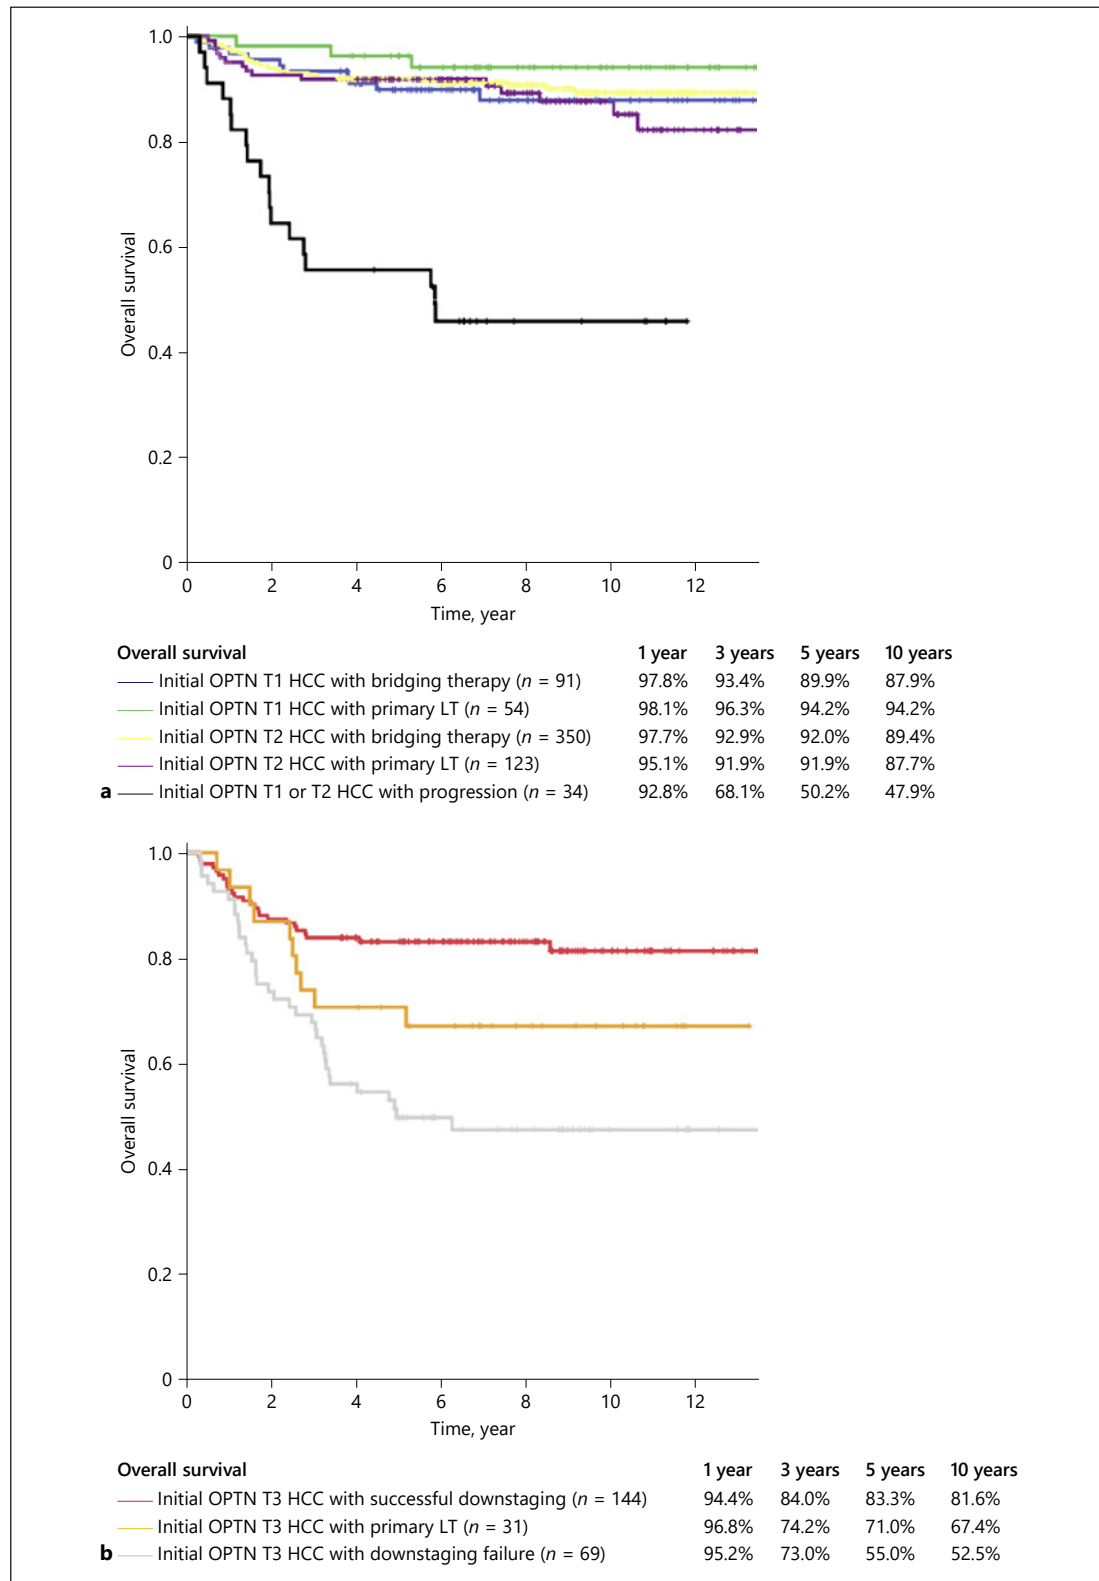 1.0
0.8
0.6
0.4
0.2
0
Overall survival
0 2 4 6 8 10 12
Time, year
Overall survival 1 year 3 years 5 years 10 years
Initial OPTN T1 HCC with bridging therapy (n = 91) 97.8% 93.4% 89.9% 87.9%
Initial OPTN T1 HCC with primary LT (n = 54) 98.1% 96.3% 94.2% 94.2%
Initial OPTN T2 HCC with bridging therapy (n = 350) 97.7% 92.9% 92.0% 89.4%
Initial OPTN T2 HCC with primary LT (n = 123) 95.1% 91.9% 91.9% 87.7%
a Initial OPTN T1 or T2 HCC with progression (n = 34) 92.8% 68.1% 50.2% 47.9%
1.0
0.8
0.6
0.4
0.2
0
Overall survival
0 2 4 6 8 10 12
Time, year
Overall survival 1 year 3 years 5 years 10 years
Initial OPTN T3 HCC with successful downstaging (n = 144) 94.4% 84.0% 83.3% 81.6%
Initial OPTN T3 HCC with primary LT (n = 31) 96.8% 74.2% 71.0% 67.4%
b Initial OPTN T3 HCC with downstaging failure (n = 69) 95.2% 73.0% 55.0% 52.5%